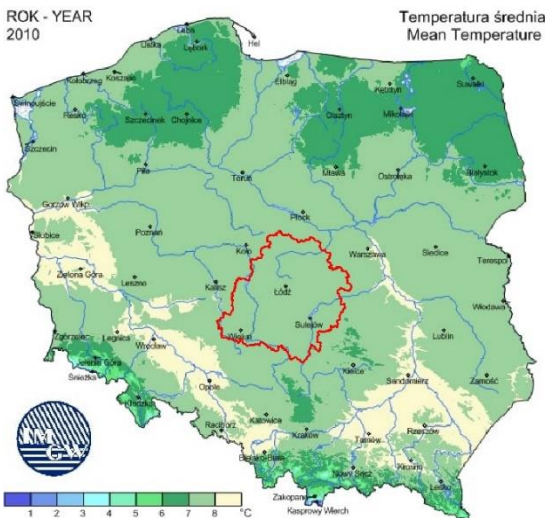 ROK - YEAR
2010
Temperatura średnia
Mean Temperature
Ustka
Łeba
Lębork
Hel
Kołobrzeg
Koszalin
Elbląg
Kętrzyn
Suwałki
Świnoujście
Resko
Szczecinek
Chojnice
Olsztyn
Mikołajki
Szczecin
Piła
Toruń
Mława
Ostrołęka
Białystok
Gorzów Wlkp.
Płock
Słubice
Poznań
Koło
Warszawa
Siedlce
Terespol
Zielona Góra
Leszno
Kalisz
Łódź
Włodawa
Wieluń
Sulejów
Lublin
Zgorzelec
Legnica
Wrocław
Jelenia Góra
Śnieżka
Kielce
Sandomierz
Zamość
Kłodzko
Opole
Racibórz
Katowice
Kraków
Tarnów
Rzeszów
Bielsko-Biała
Nowy Sącz
Krosno
Lesko
Zakopane
Kasprowy Wierch
IM
GW
1 2 3 4 5 6 7 8 °C